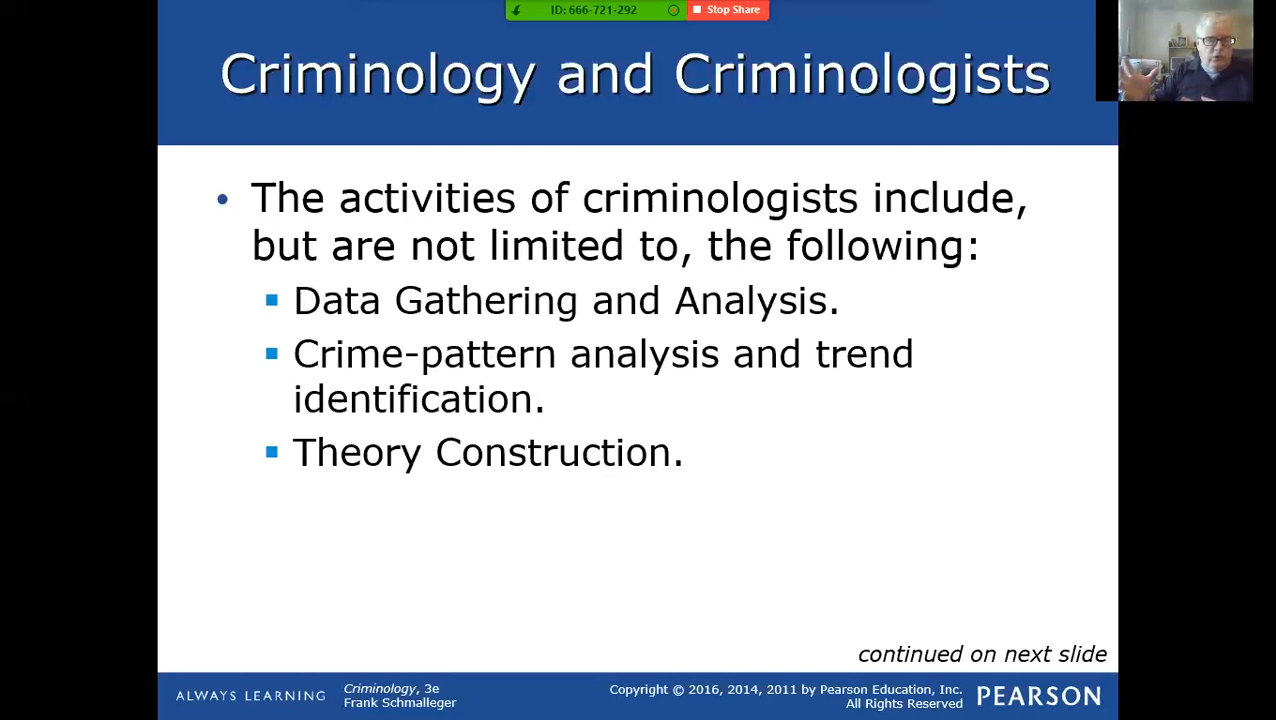 ID: 666-721-292 Stop Share
Criminology and Criminologists
• The activities of criminologists include,
but are not limited to, the following:
▪ Data Gathering and Analysis.
▪ Crime-pattern analysis and trend
identification.
▪ Theory Construction.
continued on next slide
ALWAYS LEARNING
Criminology, 3e
Frank Schmalleger
Copyright © 2016, 2014, 2011 by Pearson Education, Inc.
All Rights Reserved
PEARSON